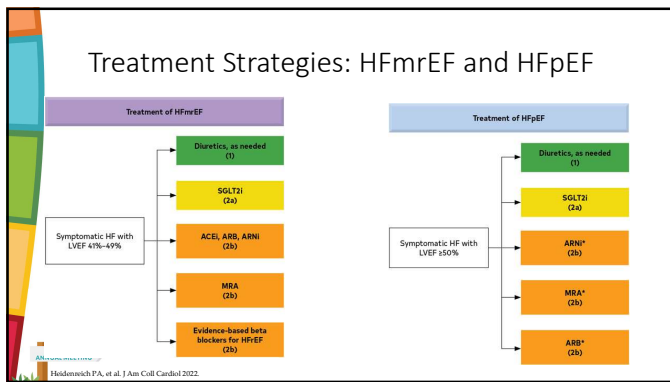 Treatment Strategies: HFmrEF and HFpEF
Treatment of HFmrEF
Symptomatic HF with
LVEF 41%–49%
Diuretics, as needed
(1)
SGLT2i
(2a)
ACEi, ARB, ARNi
(2b)
MRA
(2b)
Evidence-based beta
blockers for HFrEF
(2b)
Treatment of HFpEF
Symptomatic HF with
LVEF ≥50%
Diuretics, as needed
(1)
SGLT2i
(2a)
ARNi*
(2b)
MRA*
(2b)
ARB*
(2b)
ANNUAL MEETING
Heidenreich PA, et al. J Am Coll Cardiol 2022.